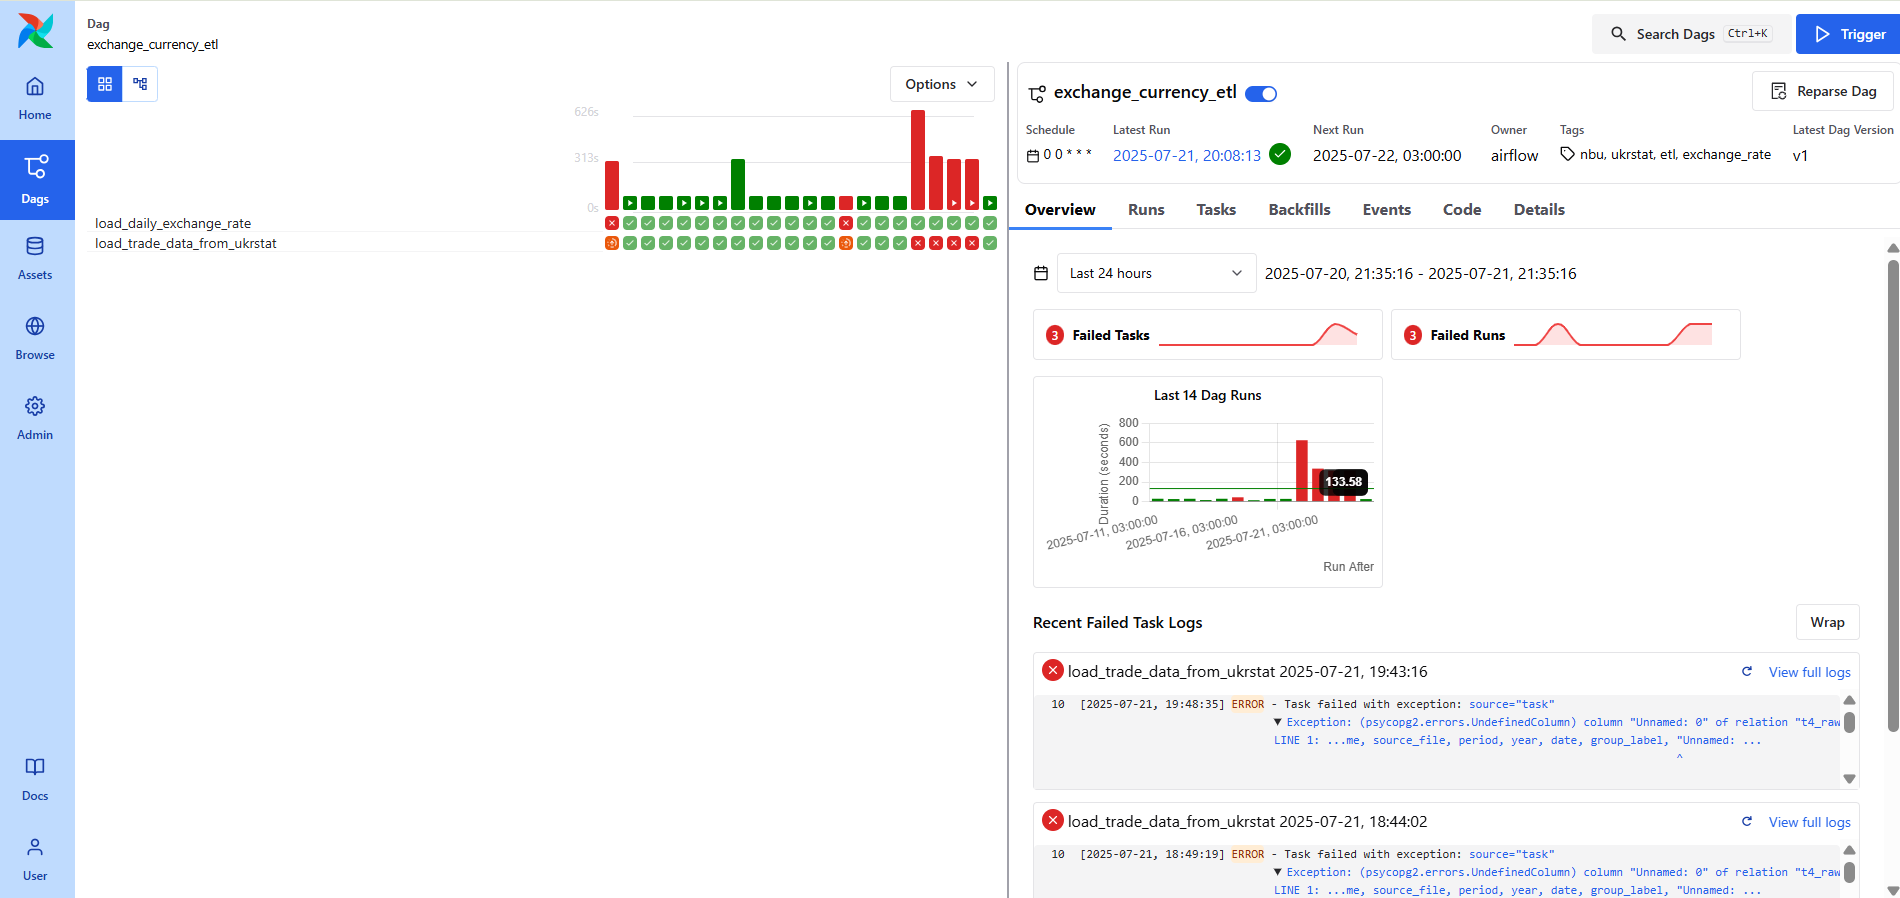 Dag
exchange_currency_etl
Search Dags Ctrl+K
Trigger
Home
Dags
Assets
Browse
Admin
Docs
User
Options
626s
313s
0s
load_daily_exchange_rate
load_trade_data_from_ukrstat
exchange_currency_etl
Reparse Dag
Schedule Latest Run Next Run Owner Tags Latest Dag Version
0 0 * * * 2025-07-21, 20:08:13 2025-07-22, 03:00:00 airflow nbu, ukrstat, etl, exchange_rate v1
Overview Runs Tasks Backfills Events Code Details
Last 24 hours 2025-07-20, 21:35:16 - 2025-07-21, 21:35:16
3 Failed Tasks
3 Failed Runs
Last 14 Dag Runs
Duration (seconds)
800
600
400
200
0
133.58
2025-07-11, 03:00:00
2025-07-16, 03:00:00
2025-07-21, 03:00:00
Run After
Recent Failed Task Logs
Wrap
load_trade_data_from_ukrstat 2025-07-21, 19:43:16
View full logs
10 [2025-07-21, 19:48:35] ERROR - Task failed with exception: source="task"
▼ Exception: (psycopg2.errors.UndefinedColumn) column "Unnamed: 0" of relation "t4_raw
LINE 1: ...me, source_file, period, year, date, group_label, "Unnamed: ...
^
load_trade_data_from_ukrstat 2025-07-21, 18:44:02
View full logs
10 [2025-07-21, 18:49:19] ERROR - Task failed with exception: source="task"
▼ Exception: (psycopg2.errors.UndefinedColumn) column "Unnamed: 0" of relation "t4_raw
LINE 1: ...me, source_file, period, year, date, group_label, "Unnamed: ...